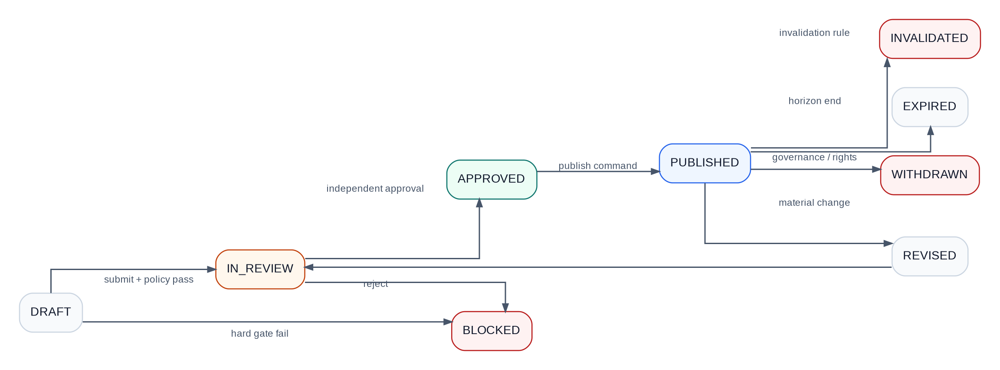 invalidation rule
INVALIDATED
horizon end
EXPIRED
PUBLISHED
governance / rights
WITHDRAWN
publish command
APPROVED
independent approval
material change
REVISED
IN_REVIEW
submit + policy pass
reject
DRAFT
BLOCKED
hard gate fail